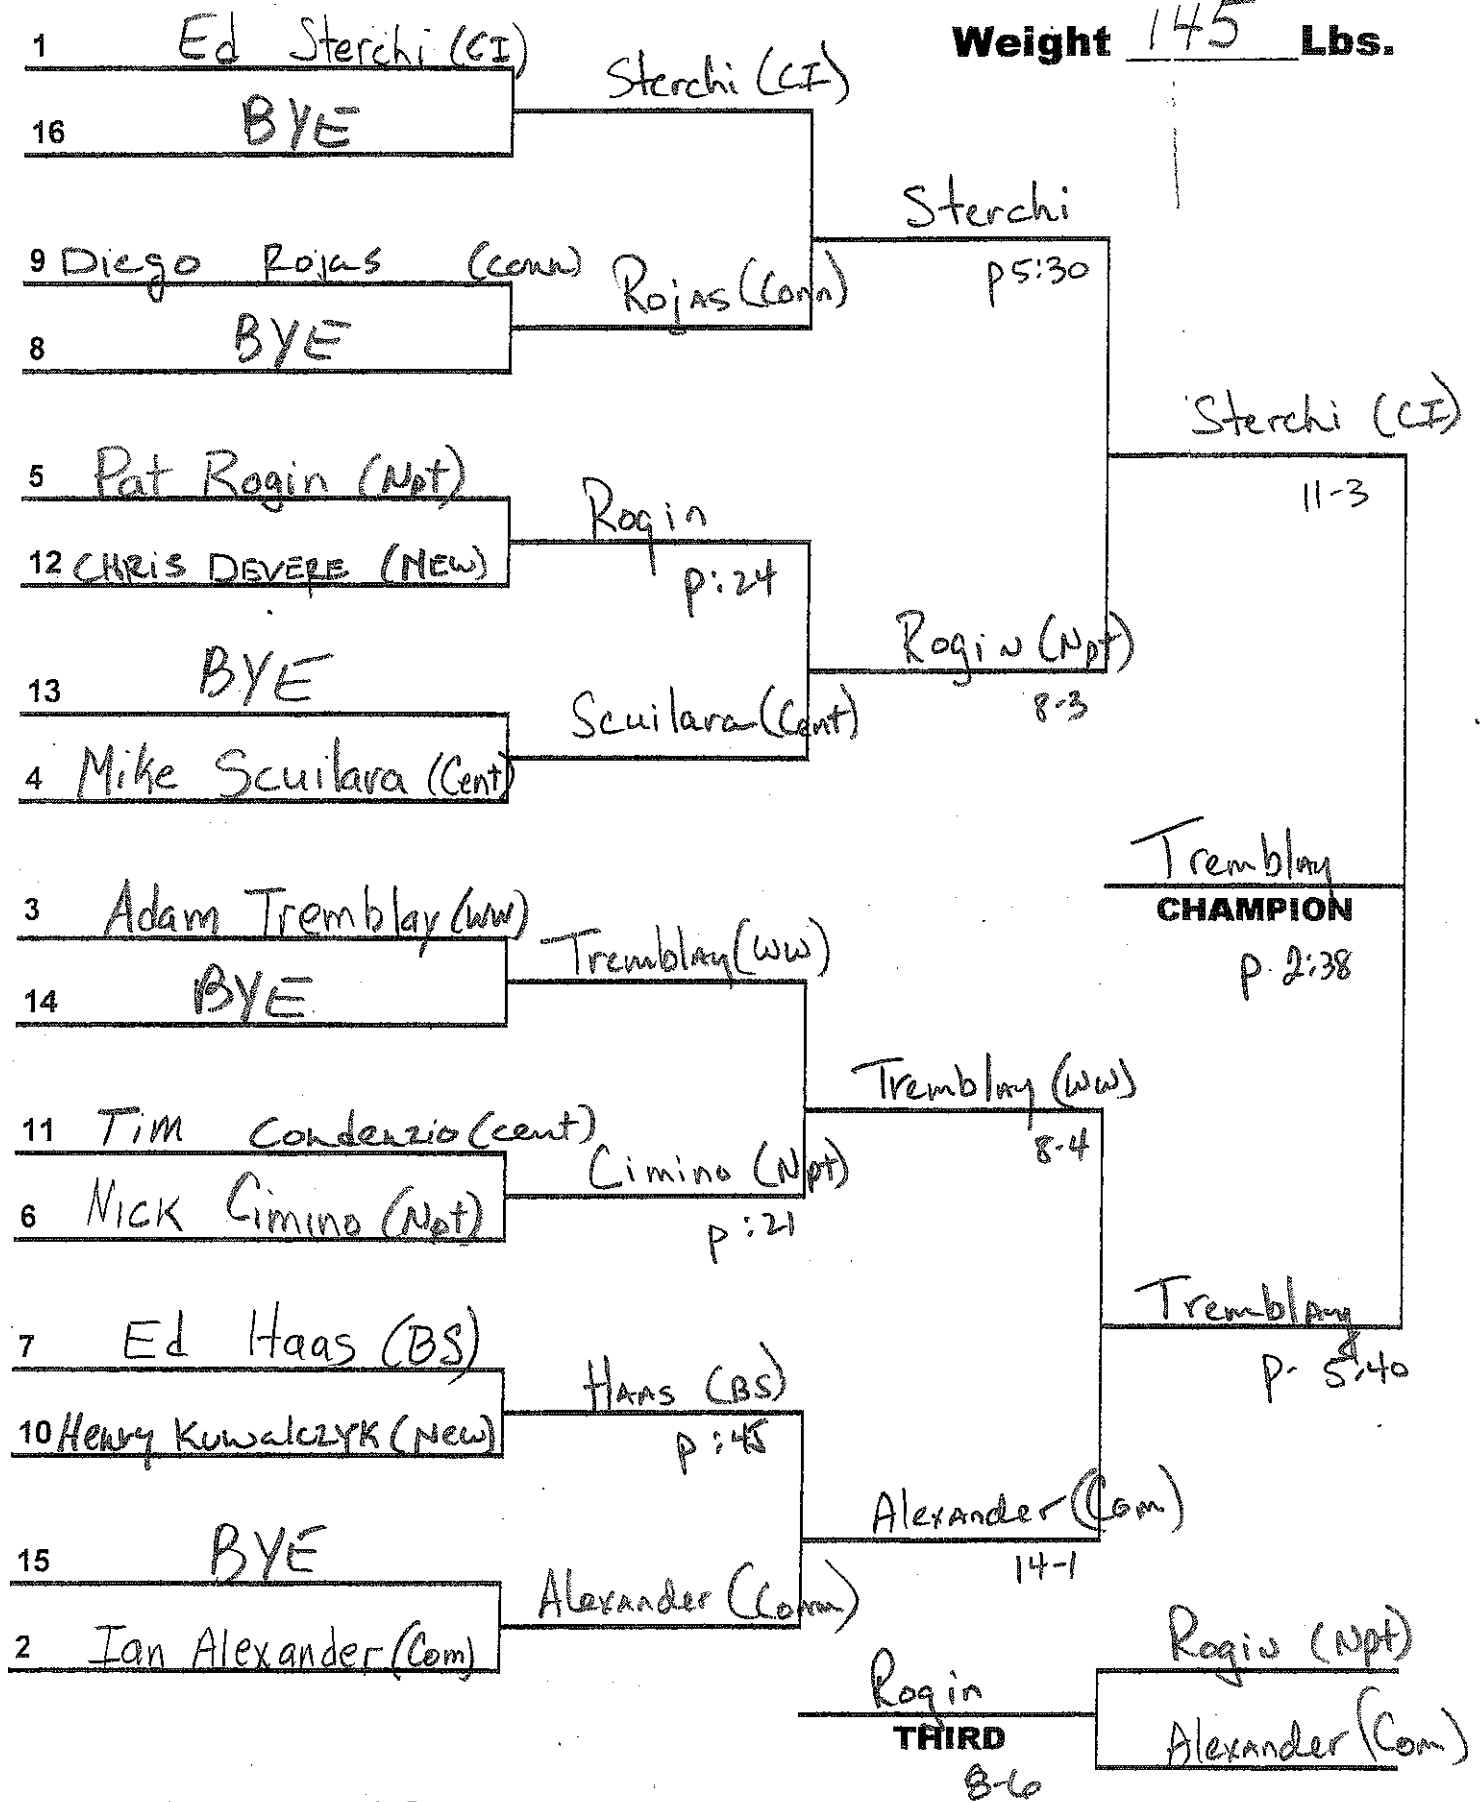 Weight 145 Lbs.
1 Ed Sterchi (CI)
16 BYE
Sterchi (CI)
9 Diego Rojas (Conn)
8 BYE
Rojas (Conn)
Sterchi
p5:30
5 Pat Rogin (Npt)
12 CHRIS DEVERE (NEW)
Rogin
p:24
13 BYE
4 Mike Scuilara (Cent)
Scuilara (Cent)
Rogin (Npt)
8-3
Sterchi (CI)
11-3
3 Adam Tremblay (WW)
14 BYE
Tremblay (WW)
11 Tim Condenzio (cent)
6 NICK Cimino (Npt)
Cimino (Npt)
p:21
Tremblay (WW)
8-4
7 Ed Haas (BS)
10 Henry Kuwalczyk (New)
HAAS (BS)
p:45
15 BYE
2 Ian Alexander (Com)
Alexander (Comm)
Alexander (Com)
14-1
Tremblay
p. 5:40
Tremblay
CHAMPION
p. 2:38
Rogin (Npt)
Alexander (Com)
Rogin
THIRD
8-6